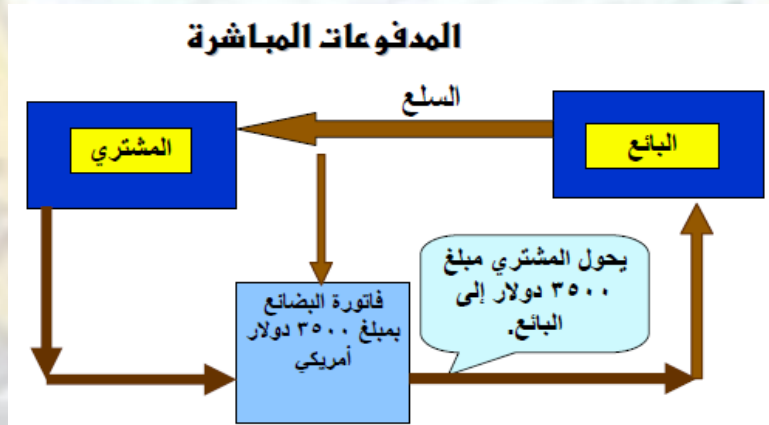 المدفوعات المباشرة
السلع
البائع
المشتري
يحول المشتري مبلغ
٣٥٠٠ دولار إلى
البائع.
فاتورة البضائع
بمبلغ ٣٥٠٠ دولار
أمريكي